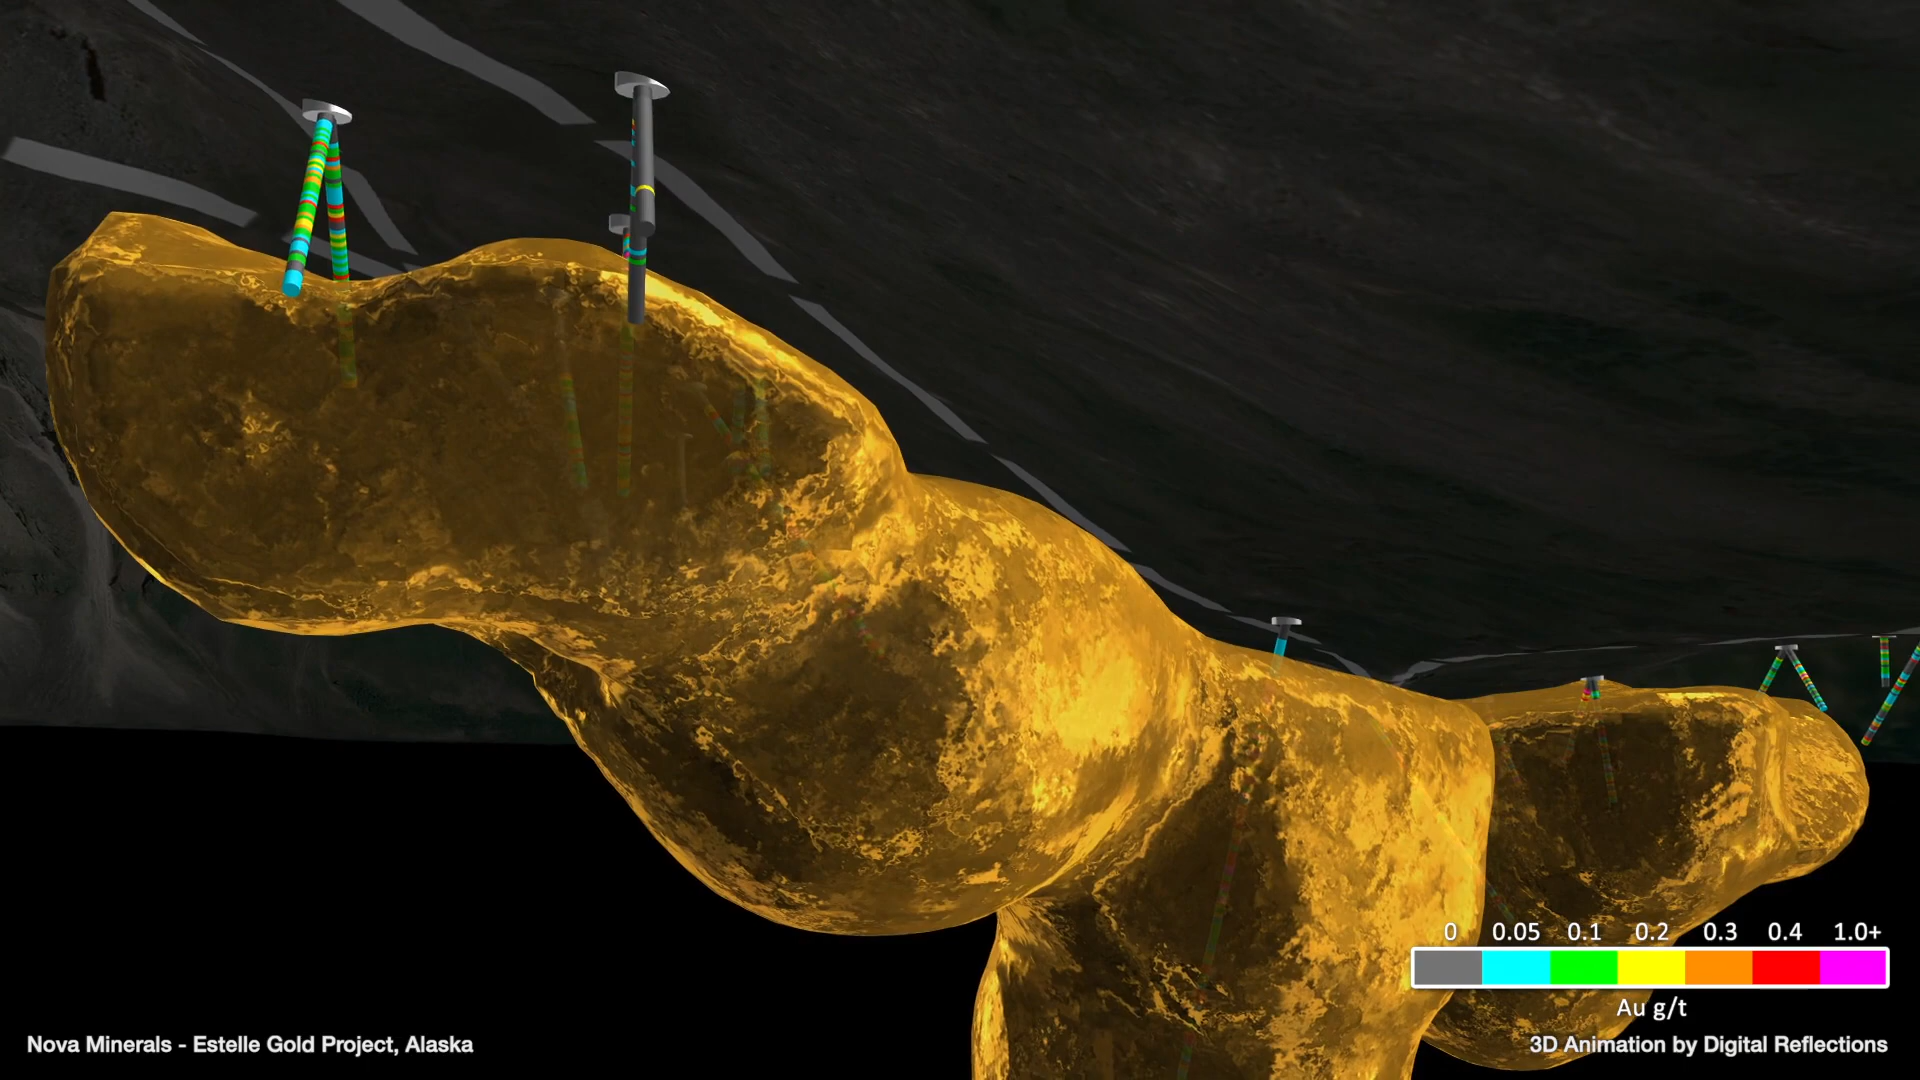 0 0.05 0.1 0.2 0.3 0.4 1.0+
Au g/t
Nova Minerals - Estelle Gold Project, Alaska
3D Animation by Digital Reflections